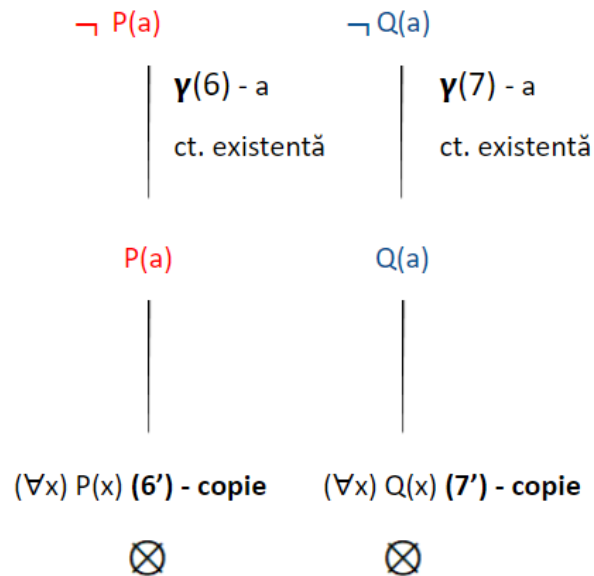 ¬ P(a) ¬ Q(a)
γ(6) - a γ(7) - a
ct. existentă ct. existentă
P(a) Q(a)
(∀x) P(x) (6’) - copie (∀x) Q(x) (7’) - copie
⊗ ⊗